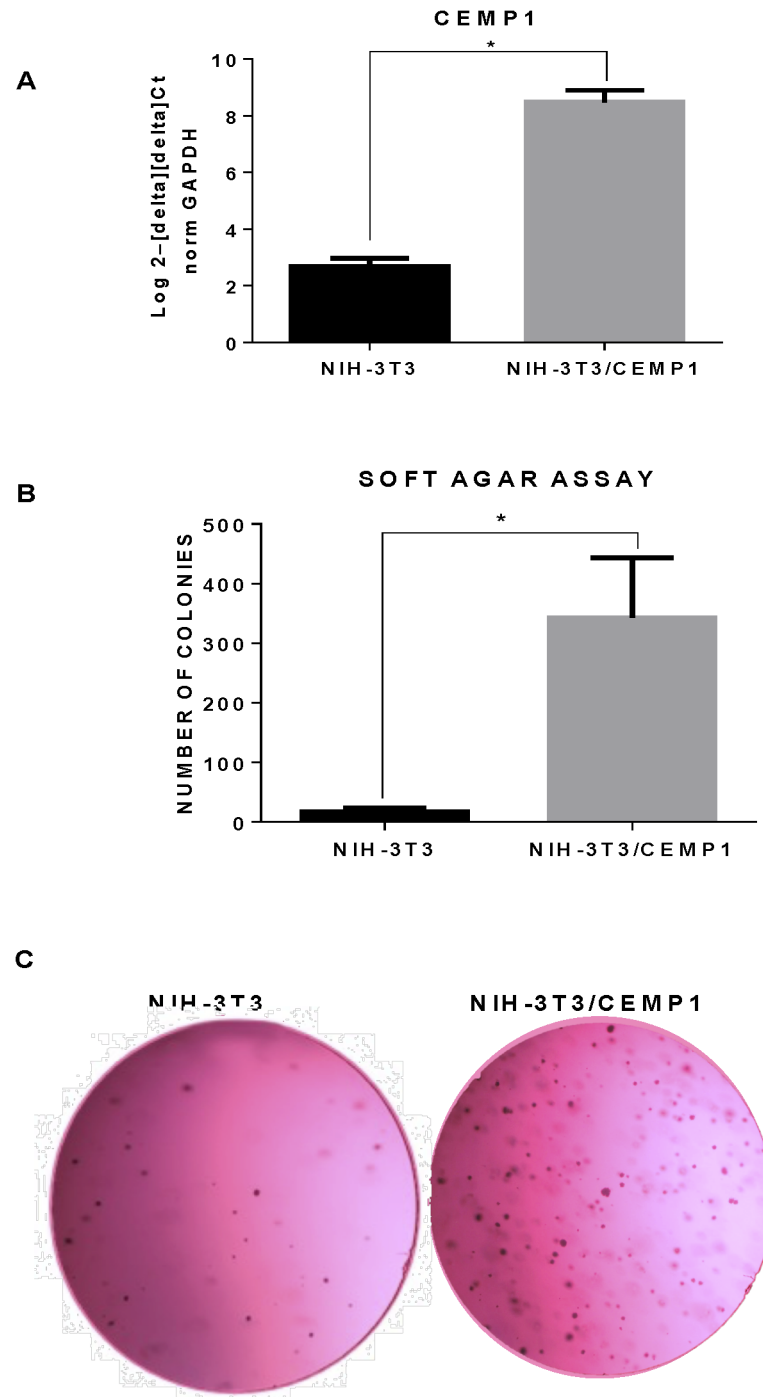 CEMP1
A
*
Log 2–[delta][delta]Ct
norm GAPDH
10
8
6
4
2
0
NIH-3T3
NIH-3T3/CEMP1
B
SOFT AGAR ASSAY
*
NUMBER OF COLONIES
500
400
300
200
100
0
NIH-3T3
NIH-3T3/CEMP1
C
NIH-3T3
NIH-3T3/CEMP1